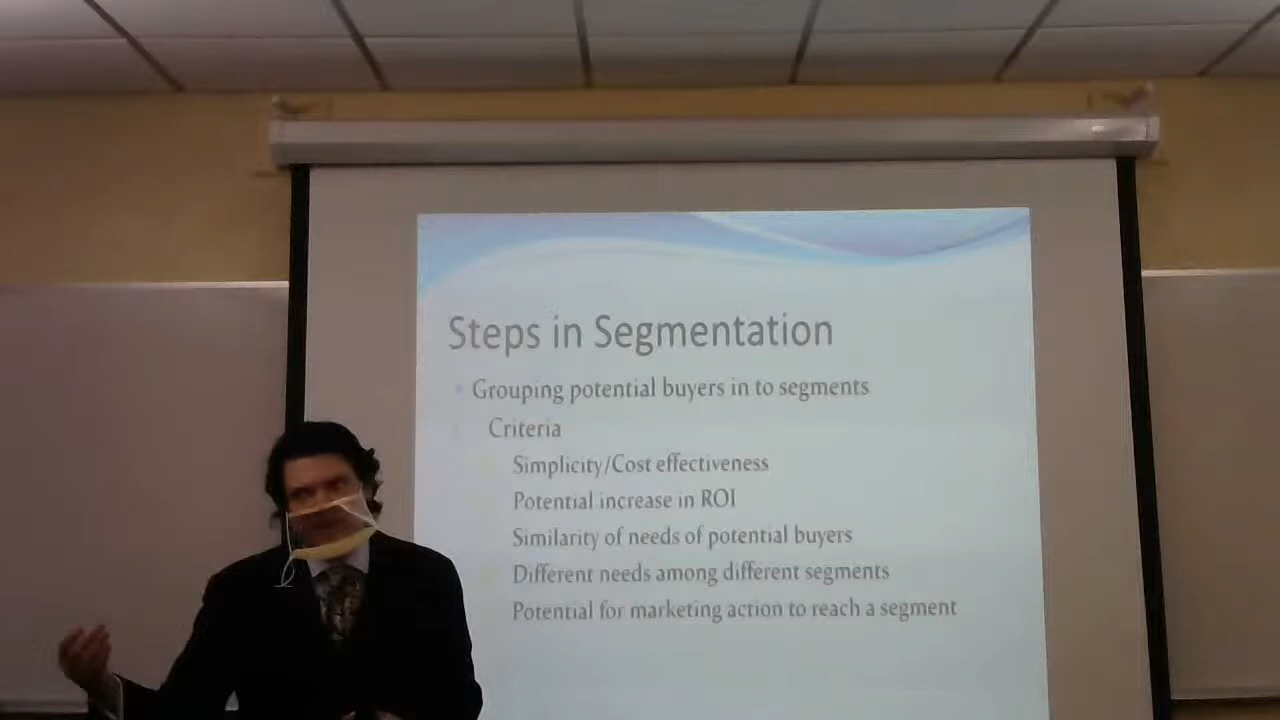 Steps in Segmentation
Grouping potential buyers in to segments
Criteria
Simplicity/Cost effectiveness
Potential increase in ROI
Similarity of needs of potential buyers
Different needs among different segments
Potential for marketing action to reach a segment